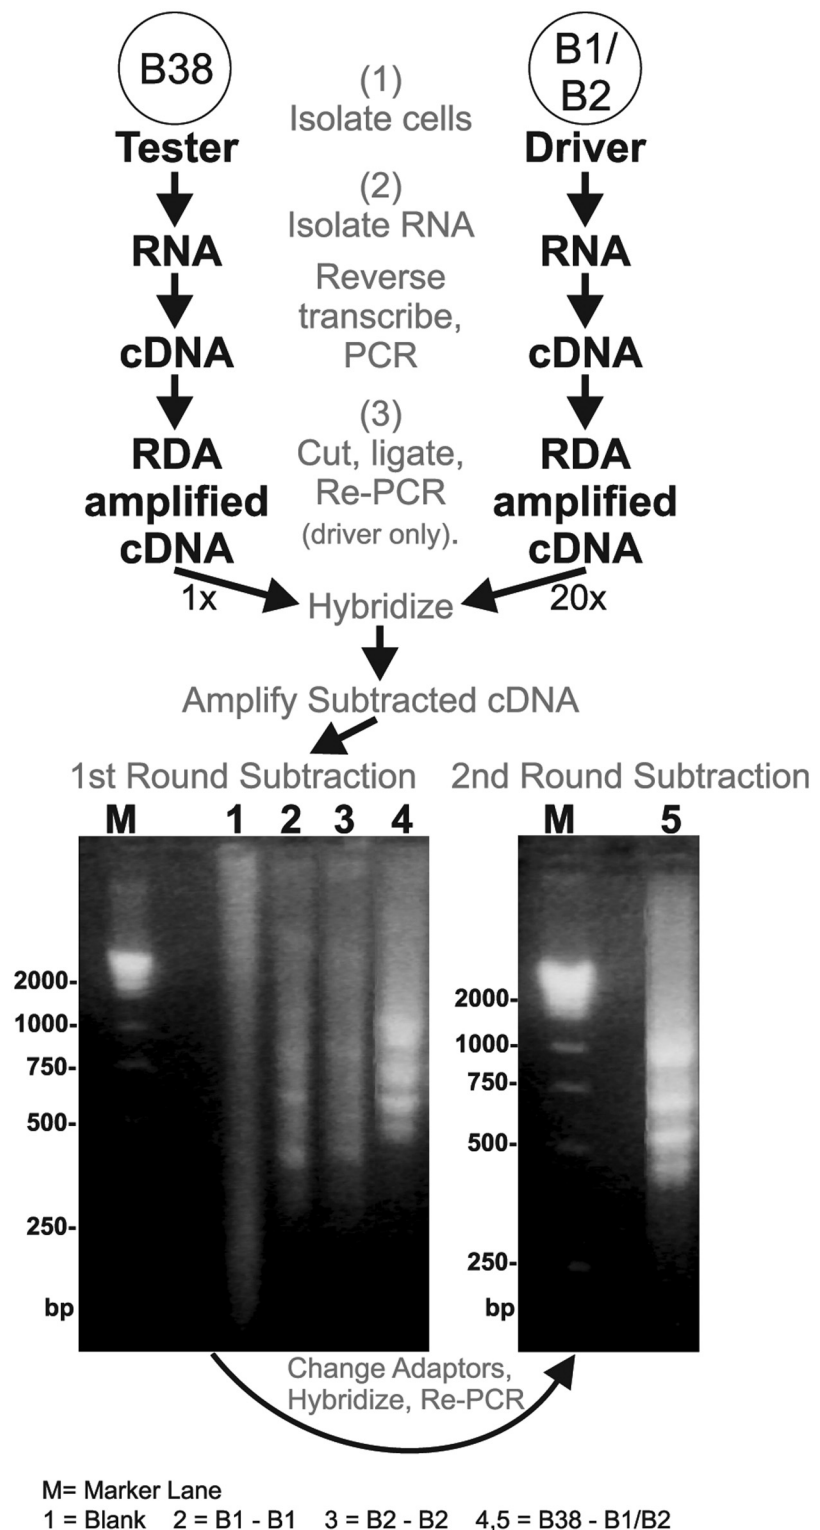 B38
B1/
B2
(1)
Isolate cells
Tester
Driver
(2)
Isolate RNA
RNA
RNA
Reverse
transcribe,
PCR
cDNA
cDNA
(3)
Cut, ligate,
Re-PCR
(driver only).
RDA
amplified
cDNA
RDA
amplified
cDNA
1x
Hybridize
20x
Amplify Subtracted cDNA
1st Round Subtraction
M 1 2 3 4
2000-
1000-
750-
500-
250-
bp
2nd Round Subtraction
M 5
2000-
1000-
750-
500-
250-
bp
Change Adaptors,
Hybridize, Re-PCR
M= Marker Lane
1 = Blank 2 = B1 - B1 3 = B2 - B2 4,5 = B38 - B1/B2